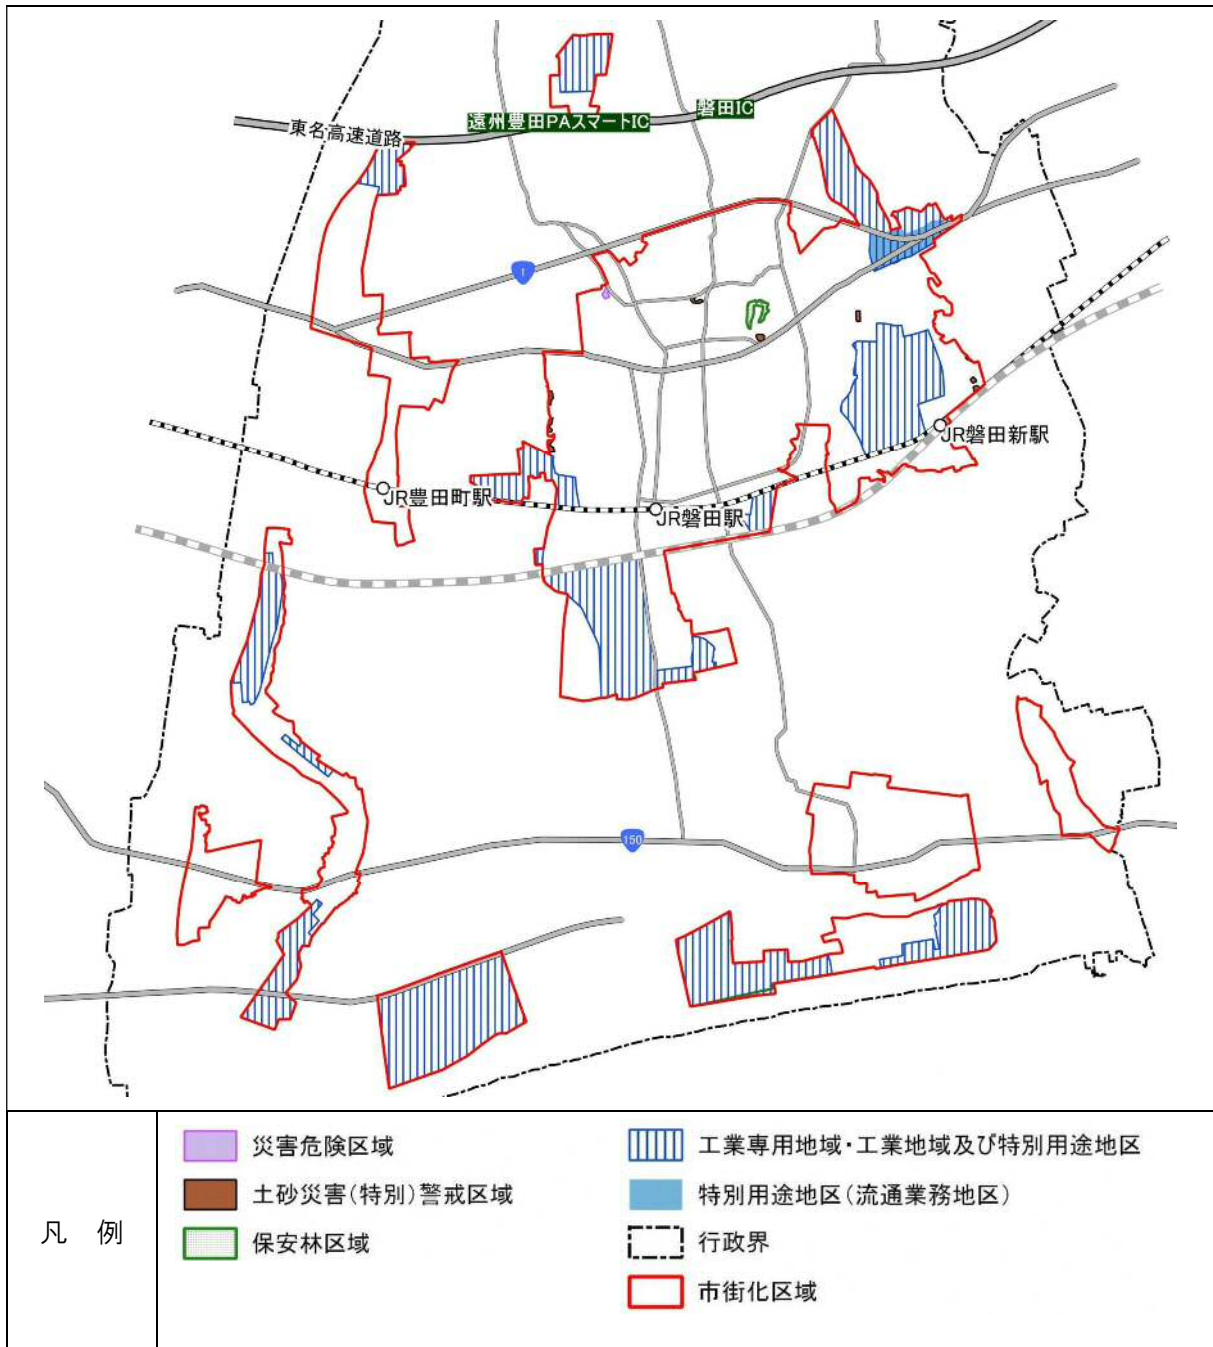 磐田IC
遠州豊田PAスマートIC
東名高速道路
1
JR磐田新駅
JR豊田町駅
JR磐田駅
150
凡 例
災害危険区域
土砂災害(特別)警戒区域
保安林区域
工業専用地域・工業地域及び特別用途地区
特別用途地区(流通業務地区)
行政界
市街化区域